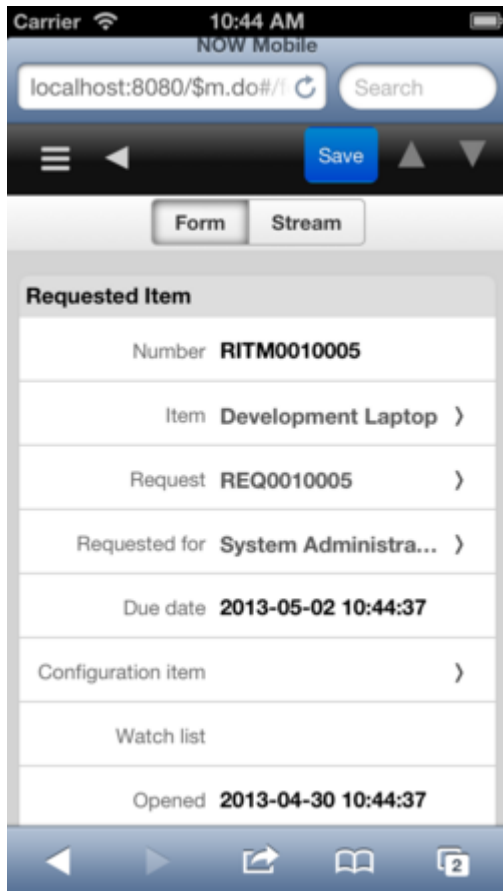 Carrier 10:44 AM
NOW Mobile
localhost:8080/$m.do#/f Search
Save
Form Stream
Requested Item
Number RITM0010005
Item Development Laptop
Request REQ0010005
Requested for System Administra...
Due date 2013-05-02 10:44:37
Configuration item
Watch list
Opened 2013-04-30 10:44:37
2